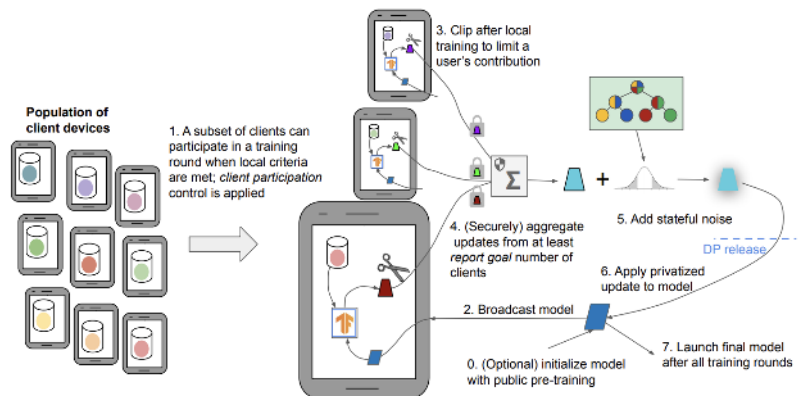 Population of
client devices
1. A subset of clients can
participate in a training
round when local criteria
are met; client participation
control is applied
3. Clip after local
training to limit a
user's contribution
Σ
+
4. (Securely) aggregate
updates from at least
report goal number of
clients
5. Add stateful noise
DP release
6. Apply privatized
update to model
2. Broadcast model
0. (Optional) initialize model
with public pre-training
7. Launch final model
after all training rounds